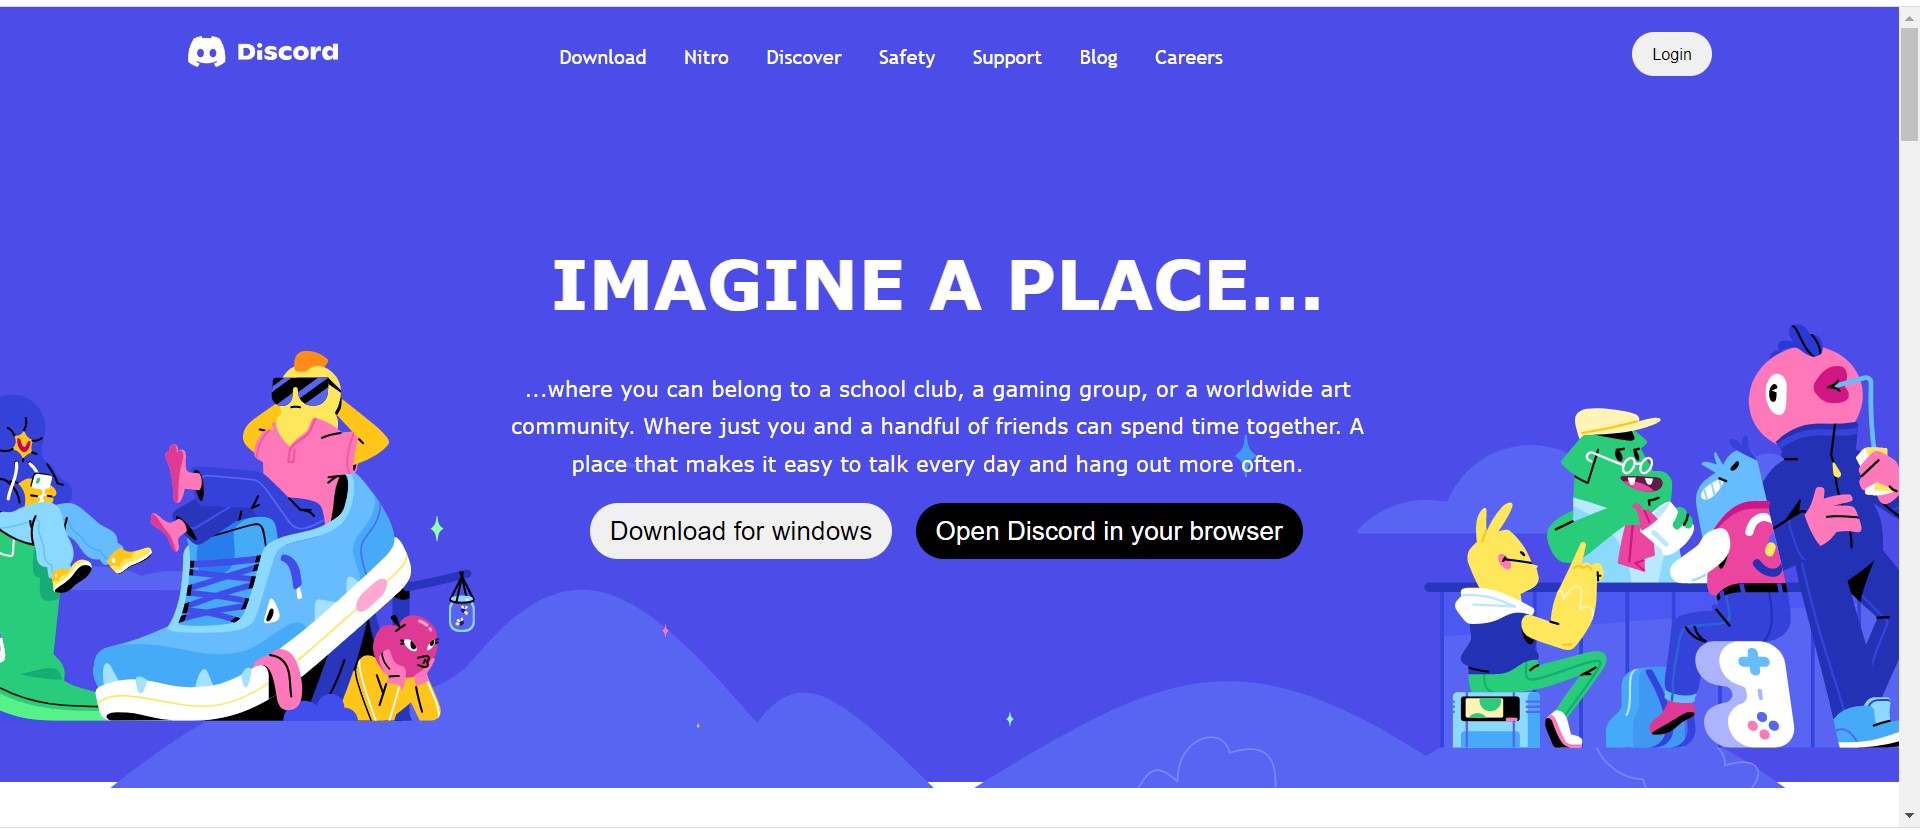 Discord
Download Nitro Discover Safety Support Blog Careers
Login
IMAGINE A PLACE...
...where you can belong to a school club, a gaming group, or a worldwide art
community. Where just you and a handful of friends can spend time together. A
place that makes it easy to talk every day and hang out more often.
Download for windows
Open Discord in your browser